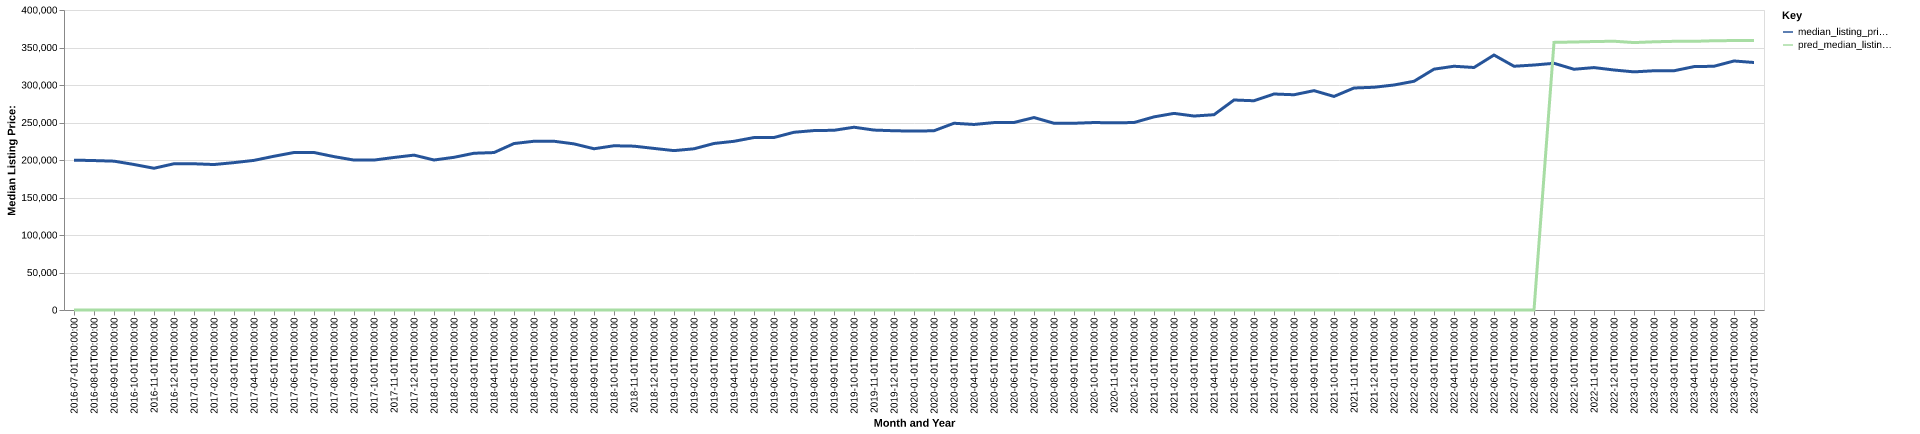 400,000
350,000
300,000
250,000
200,000
150,000
100,000
50,000
0
Median Listing Price:
2016-07-01T00:00:00
2016-08-01T00:00:00
2016-09-01T00:00:00
2016-10-01T00:00:00
2016-11-01T00:00:00
2016-12-01T00:00:00
2017-01-01T00:00:00
2017-02-01T00:00:00
2017-03-01T00:00:00
2017-04-01T00:00:00
2017-05-01T00:00:00
2017-06-01T00:00:00
2017-07-01T00:00:00
2017-08-01T00:00:00
2017-09-01T00:00:00
2017-10-01T00:00:00
2017-11-01T00:00:00
2017-12-01T00:00:00
2018-01-01T00:00:00
2018-02-01T00:00:00
2018-03-01T00:00:00
2018-04-01T00:00:00
2018-05-01T00:00:00
2018-06-01T00:00:00
2018-07-01T00:00:00
2018-08-01T00:00:00
2018-09-01T00:00:00
2018-10-01T00:00:00
2018-11-01T00:00:00
2018-12-01T00:00:00
2019-01-01T00:00:00
2019-02-01T00:00:00
2019-03-01T00:00:00
2019-04-01T00:00:00
2019-05-01T00:00:00
2019-06-01T00:00:00
2019-07-01T00:00:00
2019-08-01T00:00:00
2019-09-01T00:00:00
2019-10-01T00:00:00
2019-11-01T00:00:00
2019-12-01T00:00:00
2020-01-01T00:00:00
2020-02-01T00:00:00
2020-03-01T00:00:00
2020-04-01T00:00:00
2020-05-01T00:00:00
2020-06-01T00:00:00
2020-07-01T00:00:00
2020-08-01T00:00:00
2020-09-01T00:00:00
2020-10-01T00:00:00
2020-11-01T00:00:00
2020-12-01T00:00:00
2021-01-01T00:00:00
2021-02-01T00:00:00
2021-03-01T00:00:00
2021-04-01T00:00:00
2021-05-01T00:00:00
2021-06-01T00:00:00
2021-07-01T00:00:00
2021-08-01T00:00:00
2021-09-01T00:00:00
2021-10-01T00:00:00
2021-11-01T00:00:00
2021-12-01T00:00:00
2022-01-01T00:00:00
2022-02-01T00:00:00
2022-03-01T00:00:00
2022-04-01T00:00:00
2022-05-01T00:00:00
2022-06-01T00:00:00
2022-07-01T00:00:00
2022-08-01T00:00:00
2022-09-01T00:00:00
2022-10-01T00:00:00
2022-11-01T00:00:00
2022-12-01T00:00:00
2023-01-01T00:00:00
2023-02-01T00:00:00
2023-03-01T00:00:00
2023-04-01T00:00:00
2023-05-01T00:00:00
2023-06-01T00:00:00
2023-07-01T00:00:00
Month and Year
Key
median_listing_pri…
pred_median_listin…